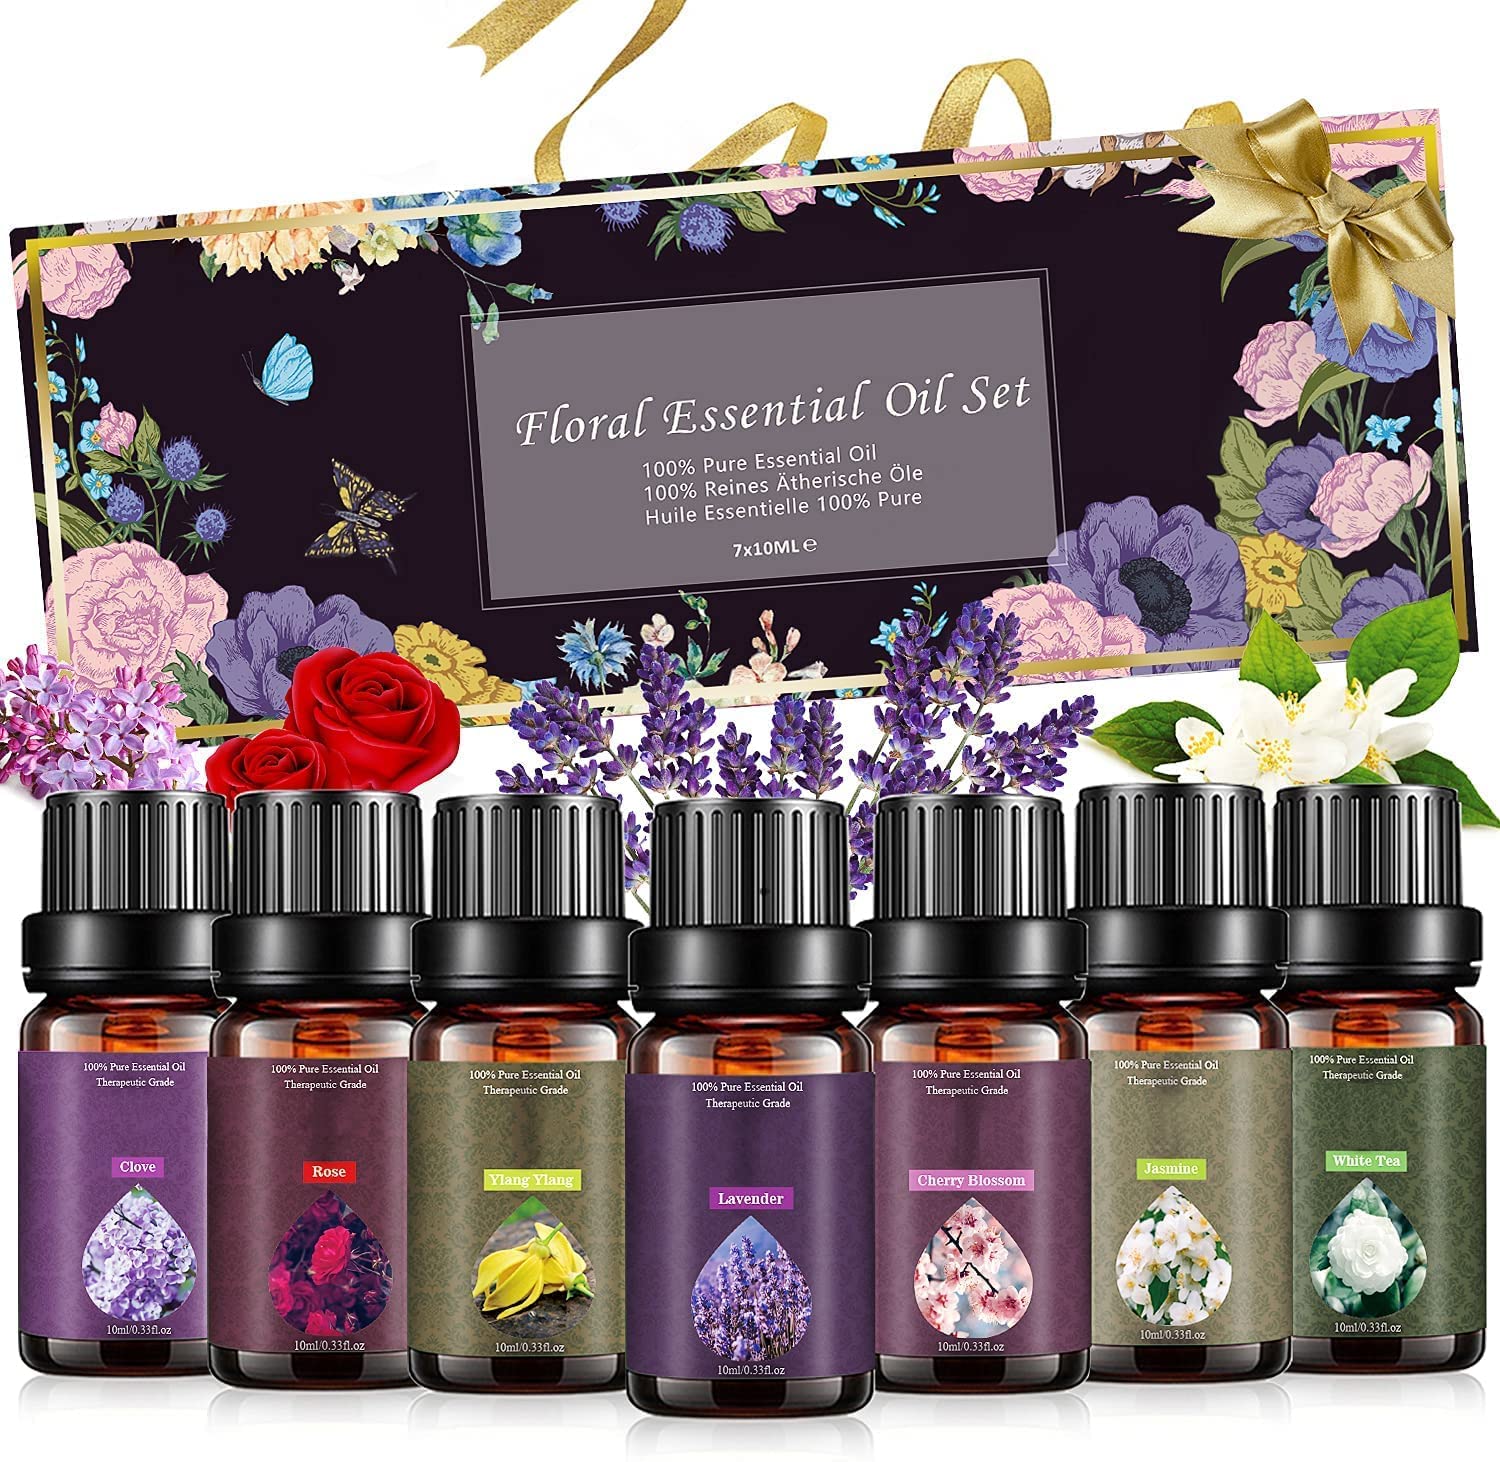 Floral Essential Oil Set
100% Pure Essential Oil
100% Reines Ätherische Öle
Huile Essentielle 100% Pure
7x10ML ℮
100% Pure Essential Oil
Therapeutic Grade
Clove
10ml/0.33fl.oz
100% Pure Essential Oil
Therapeutic Grade
Rose
10ml/0.33fl.oz
100% Pure Essential Oil
Therapeutic Grade
Ylang Ylang
10ml/0.33fl.oz
100% Pure Essential Oil
Therapeutic Grade
Lavender
10ml/0.33fl.oz
100% Pure Essential Oil
Therapeutic Grade
Cherry Blossom
10ml/0.33fl.oz
100% Pure Essential Oil
Therapeutic Grade
Jasmine
10ml/0.33fl.oz
100% Pure Essential Oil
Therapeutic Grade
White Tea
10ml/0.33fl.oz